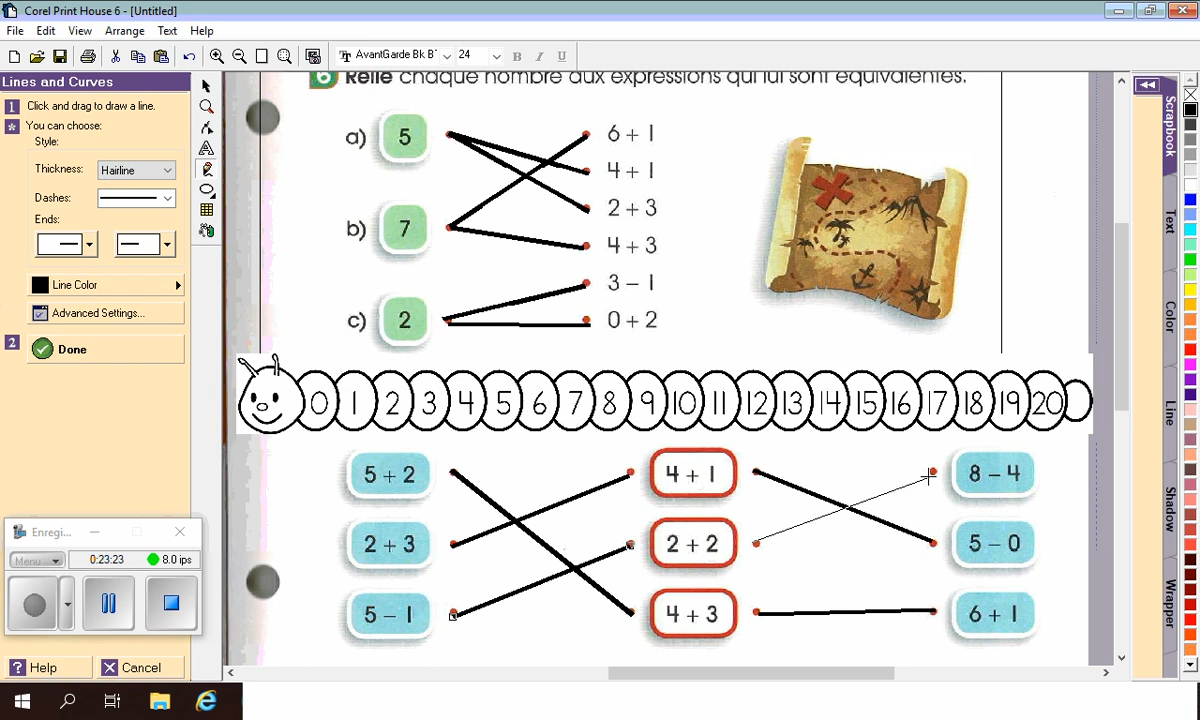 Corel Print House 6 - [Untitled]
File Edit View Arrange Text Help
AvantGarde Bk BT 24 B I U
Lines and Curves
1 Click and drag to draw a line.
* You can choose:
Style:
Thickness: Hairline
Dashes:
Ends:
Line Color
Advanced Settings...
2 Done
Help Cancel
6 Relie chaque nombre aux expressions qui lui sont équivalentes.
a) 5
b) 7
c) 2
6 + 1
4 + 1
2 + 3
4 + 3
3 – 1
0 + 2
0 1 2 3 4 5 6 7 8 9 10 11 12 13 14 15 16 17 18 19 20
5 + 2 4 + 1 8 – 4
2 + 3 2 + 2 5 – 0
5 – 1 4 + 3 6 + 1
Enregi...
Menu 0:23:23 8.0 ips
Scrapbook
Text
Color
Line
Shadow
Wrapper